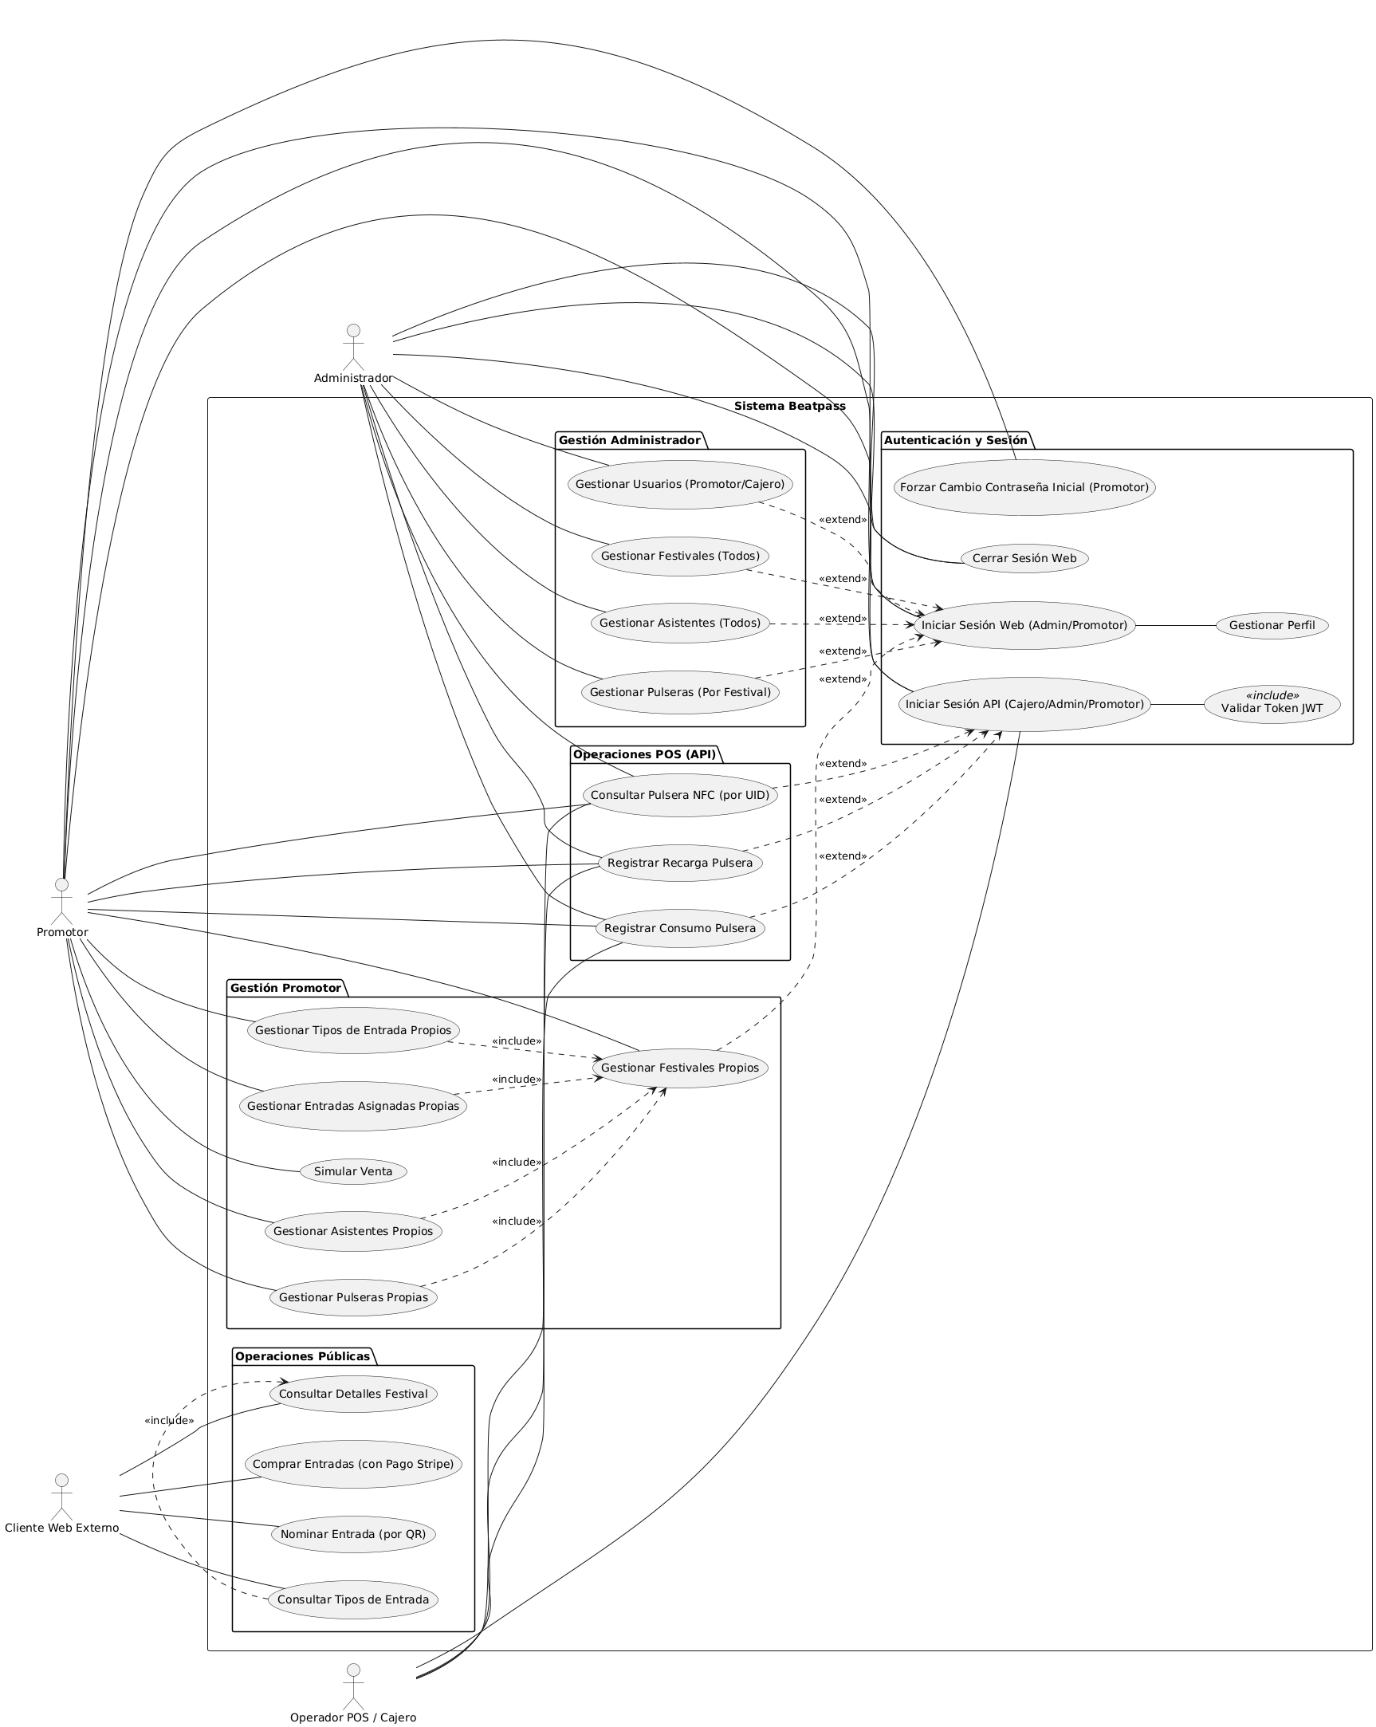 Administrador
Sistema Beatpass
Gestión Administrador
Gestionar Usuarios (Promotor/Cajero)
Gestionar Festivales (Todos)
Gestionar Asistentes (Todos)
Gestionar Pulseras (Por Festival)
«extend»
«extend»
«extend»
«extend»
«extend»
Autenticación y Sesión
Forzar Cambio Contraseña Inicial (Promotor)
Cerrar Sesión Web
Iniciar Sesión Web (Admin/Promotor)
Gestionar Perfil
Iniciar Sesión API (Cajero/Admin/Promotor)
«include»
Validar Token JWT
Operaciones POS (API)
Consultar Pulsera NFC (por UID)
Registrar Recarga Pulsera
Registrar Consumo Pulsera
«extend»
«extend»
«extend»
Promotor
Gestión Promotor
Gestionar Tipos de Entrada Propios
Gestionar Entradas Asignadas Propias
Simular Venta
Gestionar Asistentes Propios
Gestionar Pulseras Propias
«include»
«include»
«include»
«include»
Gestionar Festivales Propios
Operaciones Públicas
Consultar Detalles Festival
«include»
Comprar Entradas (con Pago Stripe)
Nominar Entrada (por QR)
Consultar Tipos de Entrada
Cliente Web Externo
Operador POS / Cajero